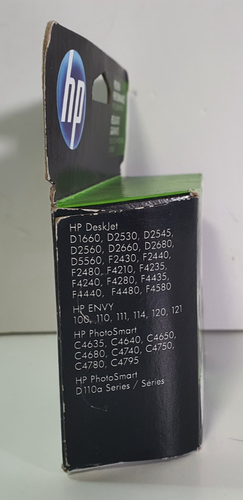 hp
HP DeskJet
D1660, D2530, D2545,
D2560, D2660, D2680,
D5560, F2430, F2440,
F2480, F4210, F4235,
F4240, F4280, F4435,
F4440, F4480, F4580
HP ENVY
100, 110, 111, 114, 120, 121
HP PhotoSmart
C4635, C4640, C4650,
C4680, C4740, C4750,
C4780, C4795
HP PhotoSmart
D110a Series / Séries